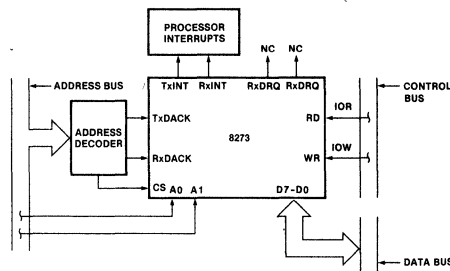 PROCESSOR
INTERRUPTS
NC NC
ADDRESS BUS
TxINT RxINT RxDRQ RxDRQ
CONTROL
BUS
ADDRESS
DECODER
TxDACK
RxDACK
8273
RD
IOR
WR
IOW
CS A0 A1
D7-D0
DATA BUS